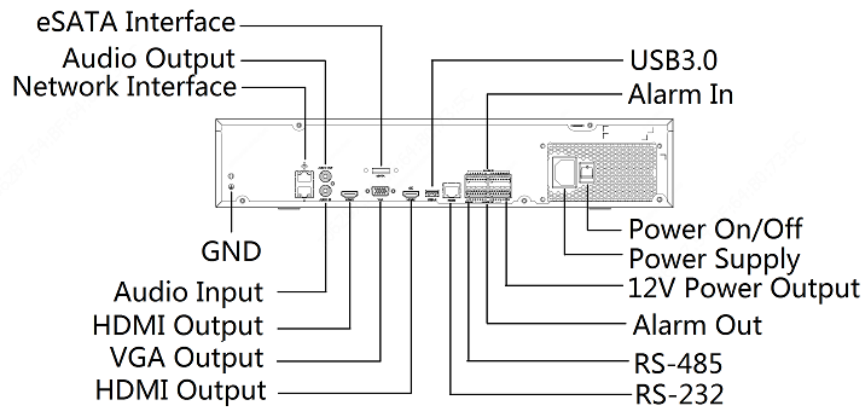 eSATA Interface
Audio Output
Network Interface
USB3.0
Alarm In
GND
Audio Input
HDMI Output
VGA Output
HDMI Output
Power On/Off
Power Supply
12V Power Output
Alarm Out
RS-485
RS-232